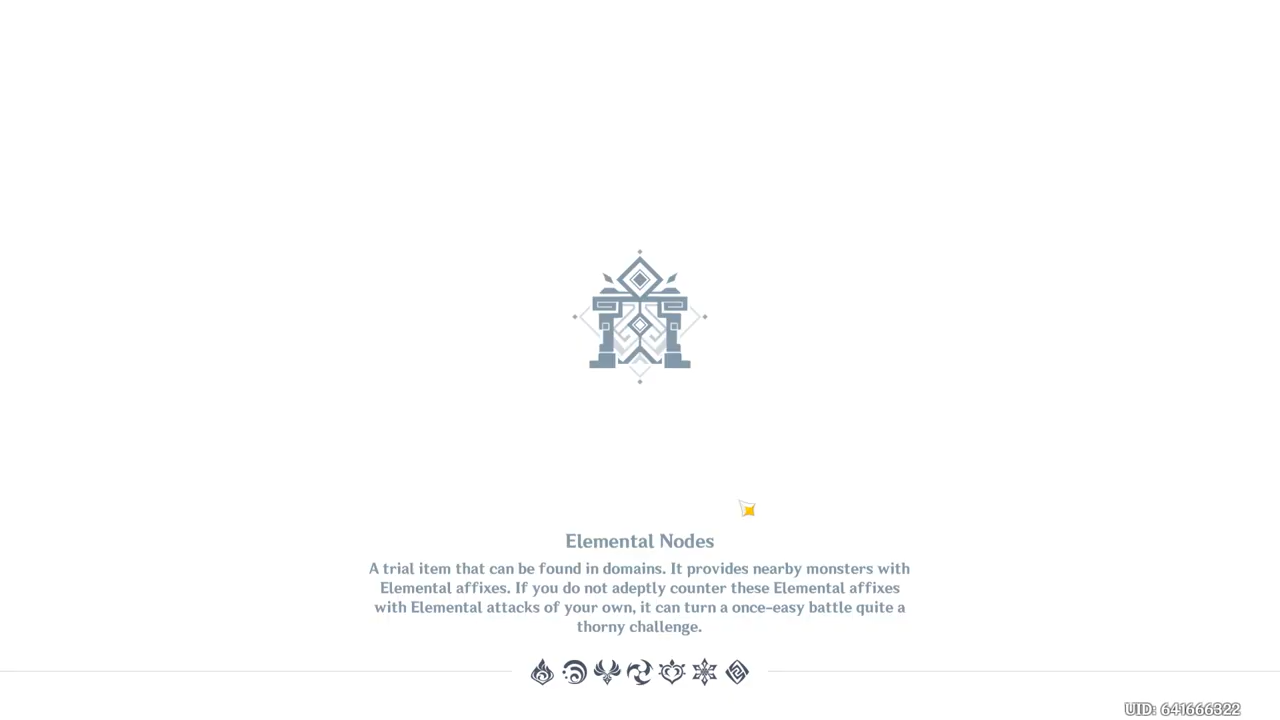 Elemental Nodes
A trial item that can be found in domains. It provides nearby monsters with
Elemental affixes. If you do not adeptly counter these Elemental affixes
with Elemental attacks of your own, it can turn a once-easy battle quite a
thorny challenge.
UID: 641666322